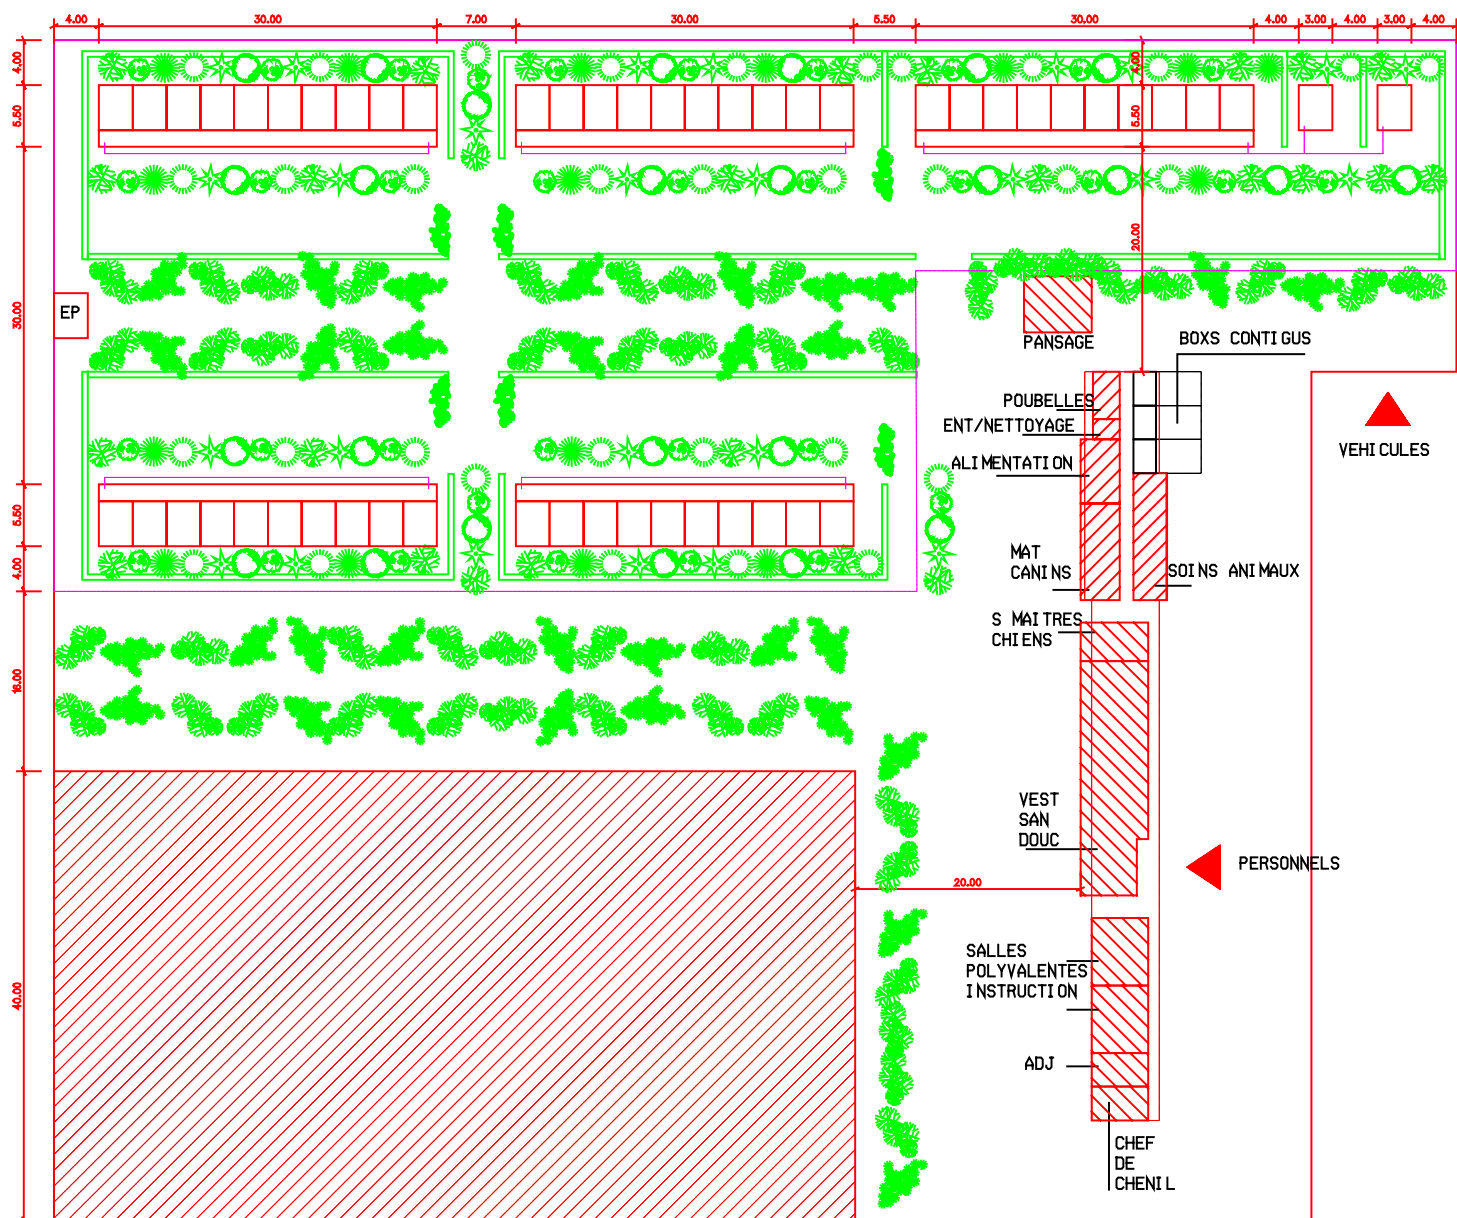 4.00 30.00 7.00 30.00 5.50 30.00 4.00 3.00 4.00 3.00 4.00
4.00
4.00
5.50
5.50
20.00
30.00
EP
PANSAGE
BOXS CONTIGUS
POUBELLES
ENT/NETTOYAGE
VEHICULES
ALIMENTATION
5.50
MAT
CANINS
4.00
SOINS ANIMAUX
S MAITRES
CHIENS
16.00
VEST
SAN
DOUC
PERSONNELS
20.00
SALLES
POLYVALENTES
INSTRUCTION
40.00
ADJ
CHEF
DE
CHENIL